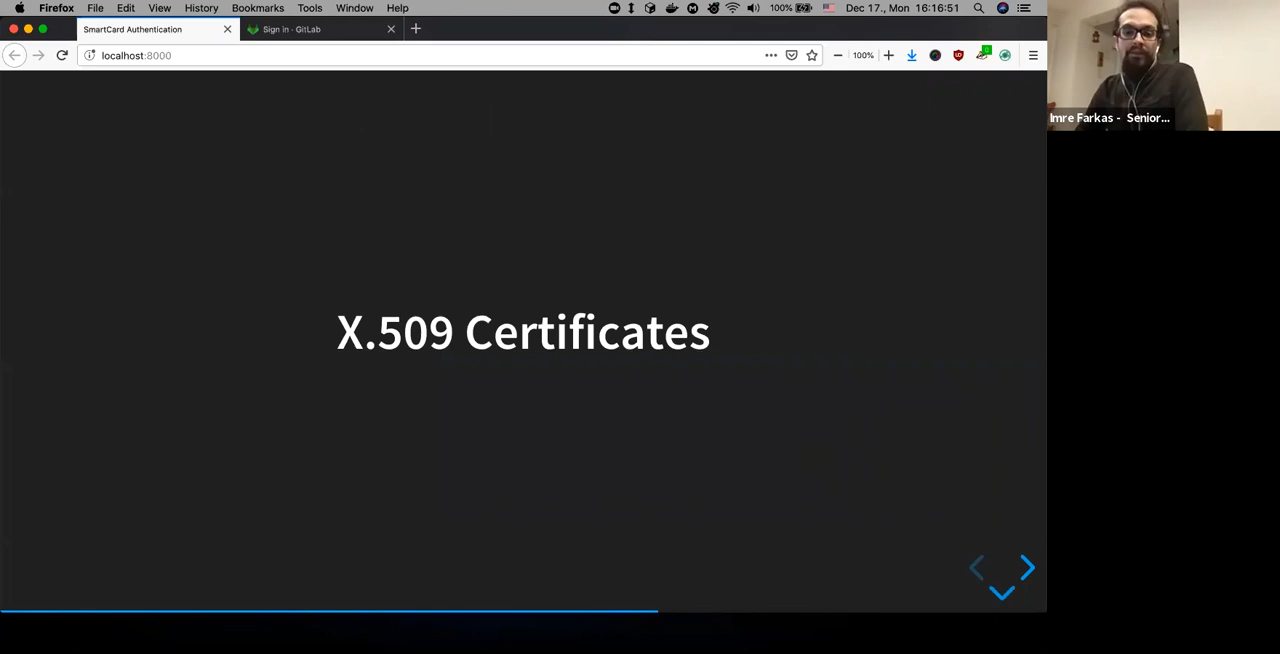 Firefox File Edit View History Bookmarks Tools Window Help 100% Dec 17., Mon 16:16:51
SmartCard Authentication Sign in · GitLab
localhost:8000 100% 0
X.509 Certificates
Imre Farkas - Senior...